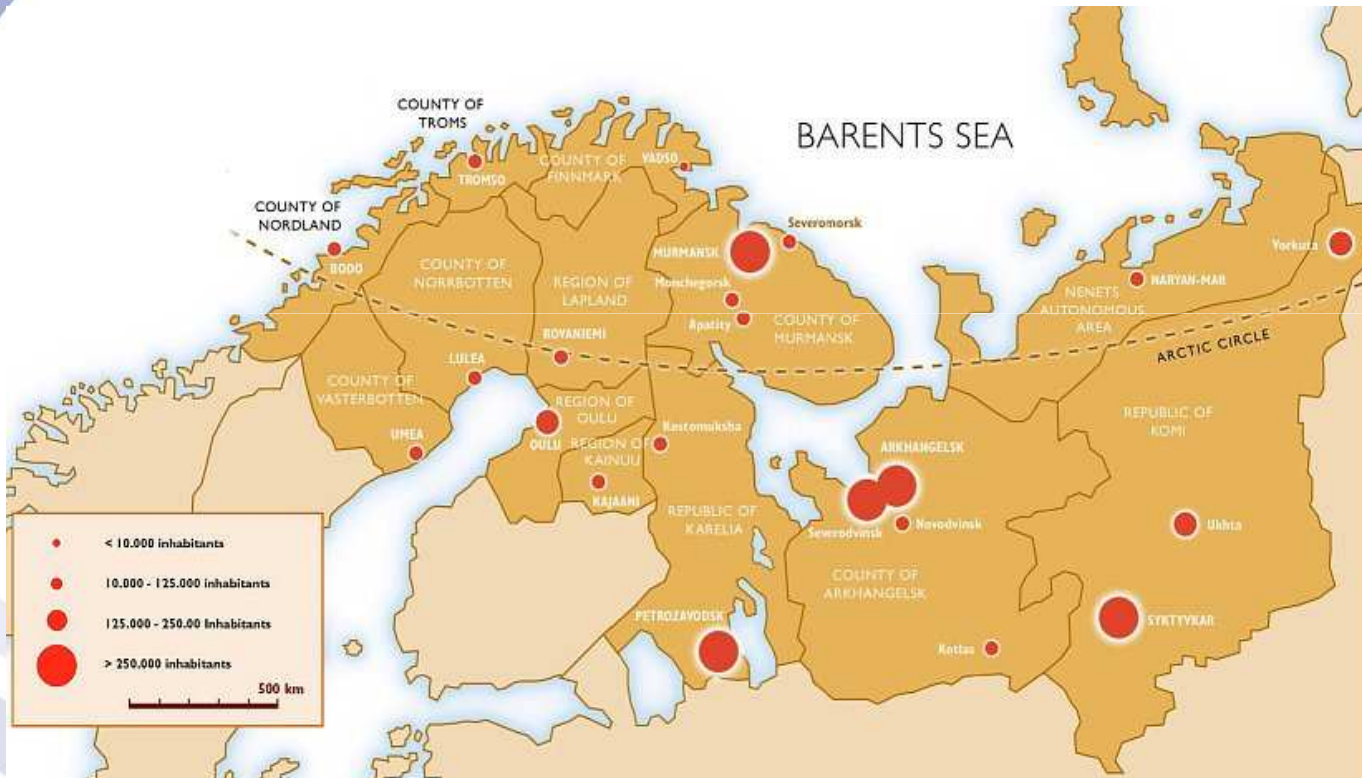 COUNTY OF
TROMS
BARENTS SEA
TROMSO
COUNTY OF
FINNMARK
VADSO
COUNTY OF
NORDLAND
BODO
COUNTY OF
NORRBOTTEN
REGION OF
LAPLAND
MURMANSK
Severomorsk
Monchegorsk
Apatity
COUNTY OF
MURMANSK
Vorkuta
NARYAN-MAR
NENETS
AUTONOMOUS
AREA
ARCTIC CIRCLE
ROVANIEMI
LULEA
COUNTY OF
VASTERBOTTEN
UMEA
REGION OF
OULU
OULU
REGION OF
KAINUU
KAJAANI
Kostomuksha
REPUBLIC OF
KARELIA
ARKHANGELSK
Severodvinsk
Novodvinsk
COUNTY OF
ARKHANGELSK
REPUBLIC OF
KOMI
Ukhta
PETROZAVODSK
Kotlas
SYKTYVKAR
< 10.000 inhabitants
10.000 - 125.000 inhabitants
125.000 - 250.00 Inhabitants
> 250.000 inhabitants
500 km